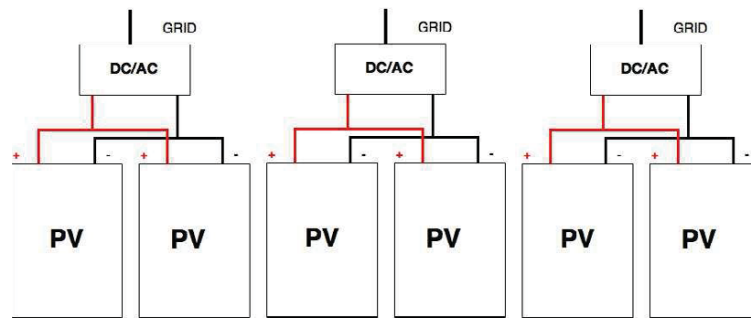 GRID GRID GRID
DC/AC DC/AC DC/AC
+ - + - + - + - + - + -
PV PV PV PV PV PV